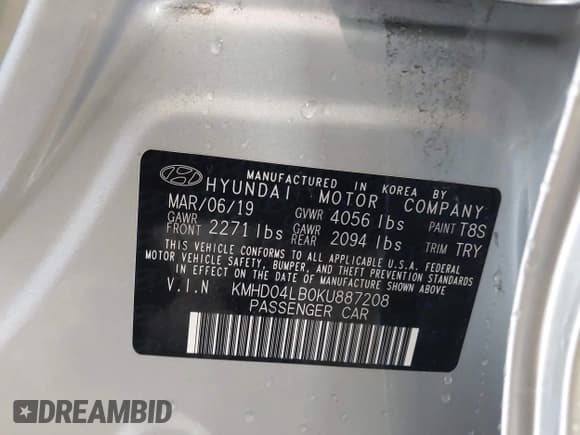 MANUFACTURED IN KOREA BY
HYUNDAI MOTOR COMPANY
MAR/06/19 GVWR 4056 lbs PAINT T8S
GAWR FRONT 2271 lbs GAWR REAR 2094 lbs TRIM TRY
THIS VEHICLE CONFORMS TO ALL APPLICABLE U.S.A. FEDERAL
MOTOR VEHICLE SAFETY, BUMPER, AND THEFT PREVENTION STANDARDS
IN EFFECT ON THE DATE OF MANUFACTURE SHOWN ABOVE.
V.I.N KMHD04LB0KU887208
PASSENGER CAR
DREAMBID